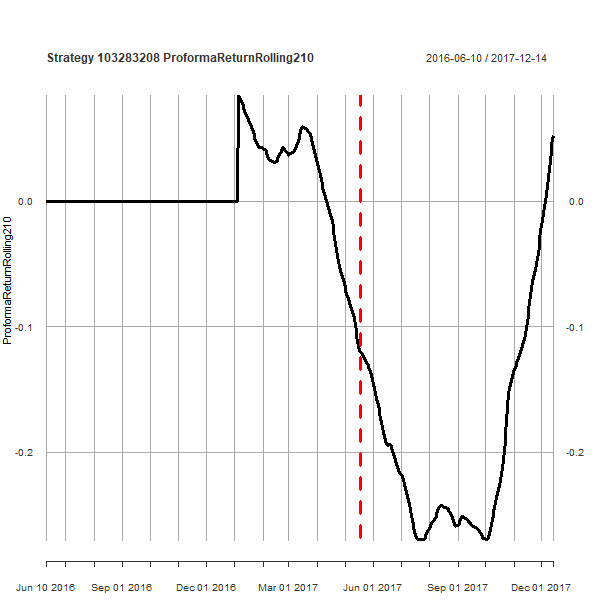 Strategy 103283208 ProformaReturnRolling210
2016-06-10 / 2017-12-14
ProformaReturnRolling210
0.0
0.0
-0.1
-0.1
-0.2
-0.2
Jun 10 2016
Sep 01 2016
Dec 01 2016
Mar 01 2017
Jun 01 2017
Sep 01 2017
Dec 01 2017